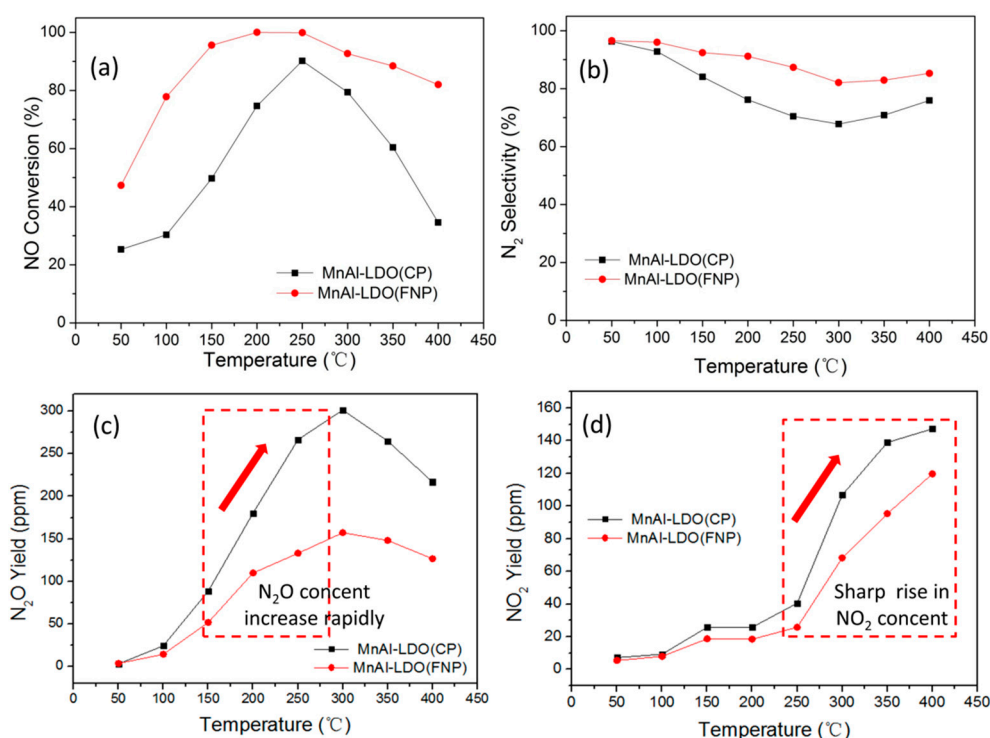 (a)
NO Conversion (%)
100
80
60
40
20
0
MnAl-LDO(CP)
MnAl-LDO(FNP)
0 50 100 150 200 250 300 350 400 450
Temperature (℃)
(b)
N₂ Selectivity (%)
100
80
60
40
20
0
MnAl-LDO(CP)
MnAl-LDO(FNP)
0 50 100 150 200 250 300 350 400 450
Temperature (℃)
(c)
N₂O Yield (ppm)
300
250
200
150
100
50
0
N₂O concent
increase rapidly
MnAl-LDO(CP)
MnAl-LDO(FNP)
0 50 100 150 200 250 300 350 400 450
Temperature (℃)
(d)
NO₂ Yield (ppm)
160
140
120
100
80
60
40
20
0
MnAl-LDO(CP)
MnAl-LDO(FNP)
Sharp rise in
NO₂ concent
0 50 100 150 200 250 300 350 400 450
Temperature (℃)